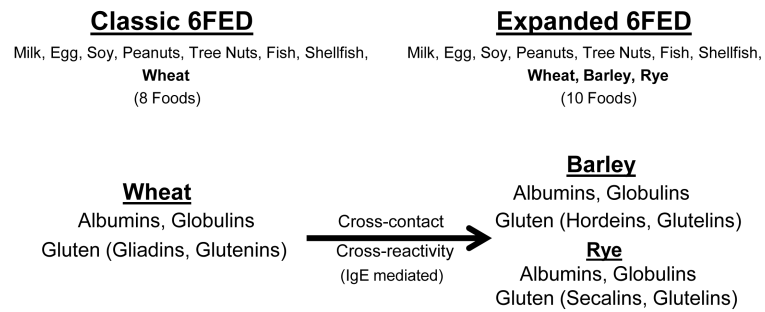 Classic 6FED
Milk, Egg, Soy, Peanuts, Tree Nuts, Fish, Shellfish,
Wheat
(8 Foods)
Expanded 6FED
Milk, Egg, Soy, Peanuts, Tree Nuts, Fish, Shellfish,
Wheat, Barley, Rye
(10 Foods)
Wheat
Albumins, Globulins
Gluten (Gliadins, Glutenins)
Cross-contact
Cross-reactivity
(IgE mediated)
Barley
Albumins, Globulins
Gluten (Hordeins, Glutelins)
Rye
Albumins, Globulins
Gluten (Secalins, Glutelins)